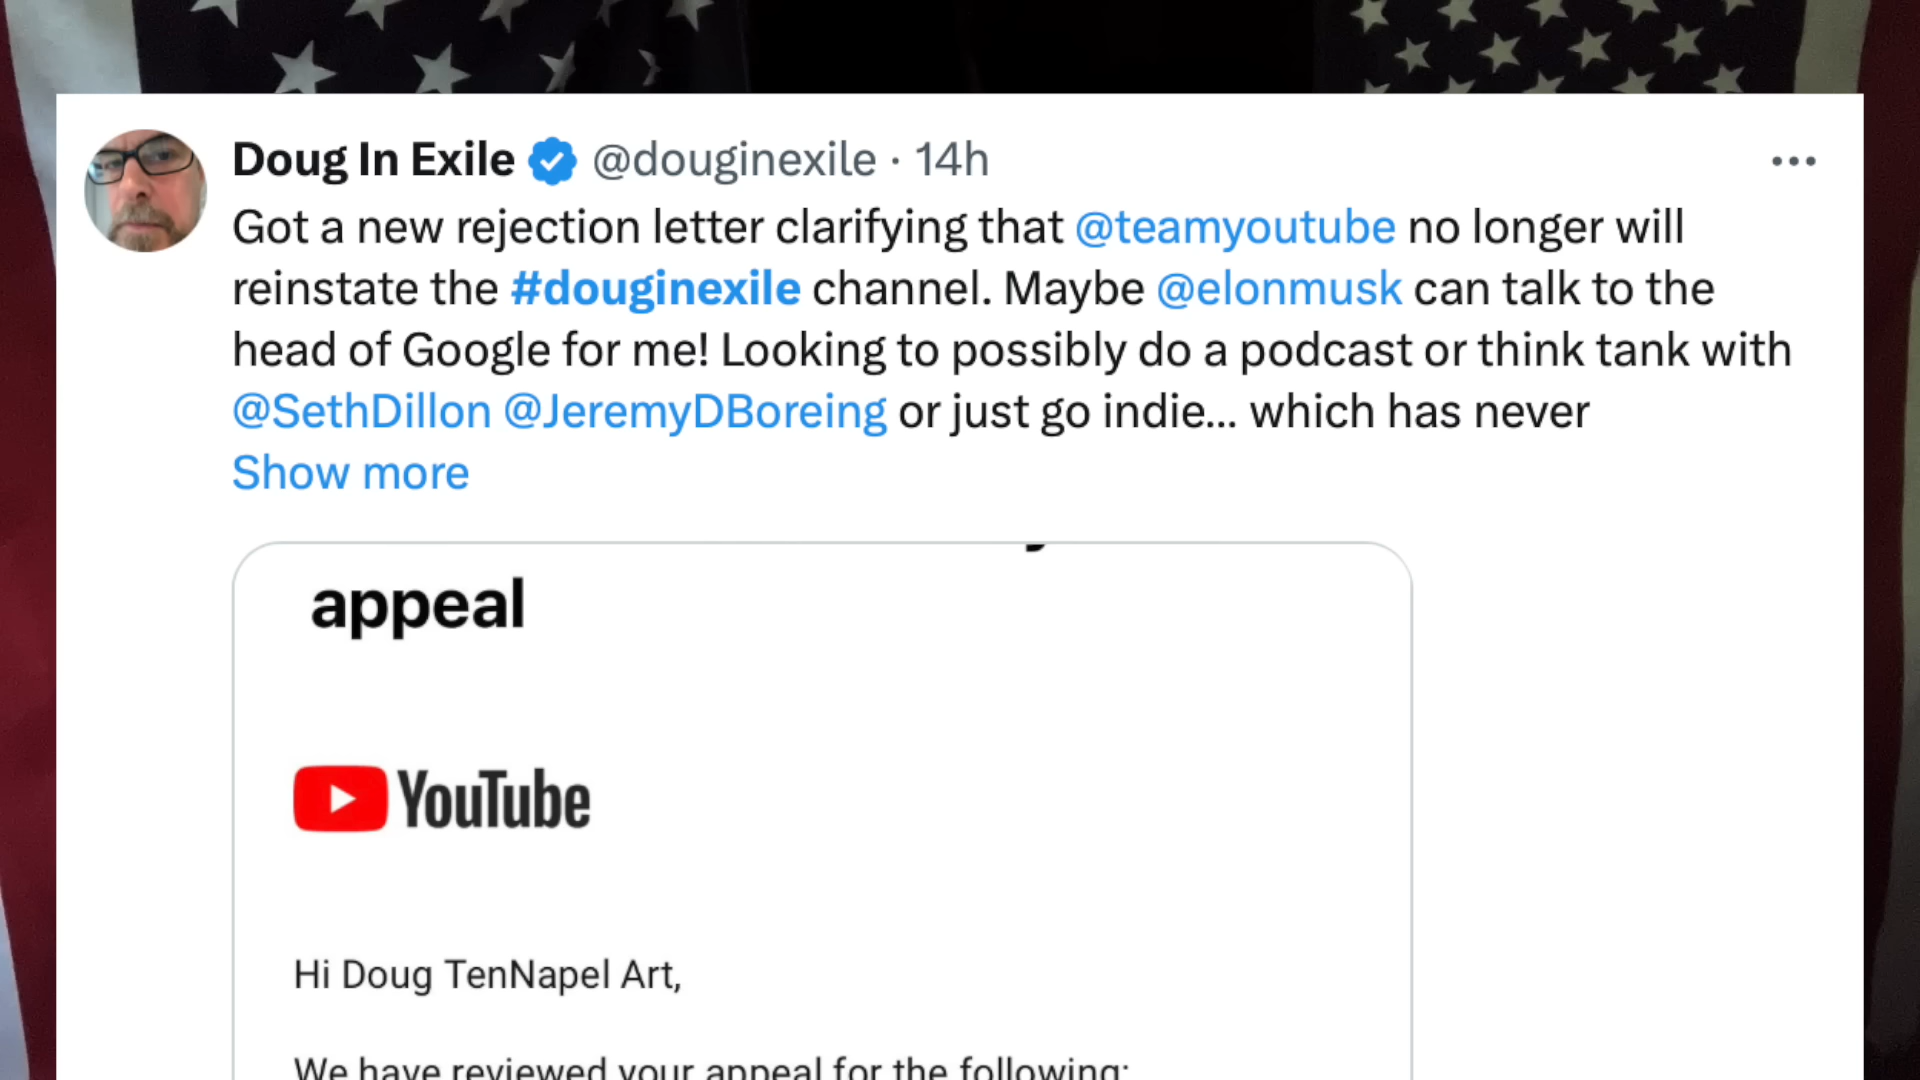 Doug In Exile @douginexile · 14h
Got a new rejection letter clarifying that @teamyoutube no longer will
reinstate the #douginexile channel. Maybe @elonmusk can talk to the
head of Google for me! Looking to possibly do a podcast or think tank with
@SethDillon @JeremyDBoreing or just go indie... which has never
Show more
appeal
YouTube
Hi Doug TenNapel Art,
We have reviewed your appeal for the following: